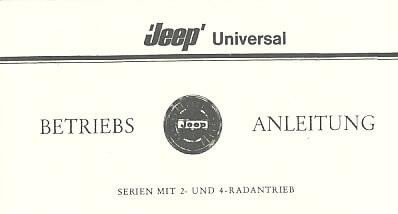 'Jeep' Universal
BETRIEBS Jeep ANLEITUNG
SERIEN MIT 2- UND 4-RADANTRIEB